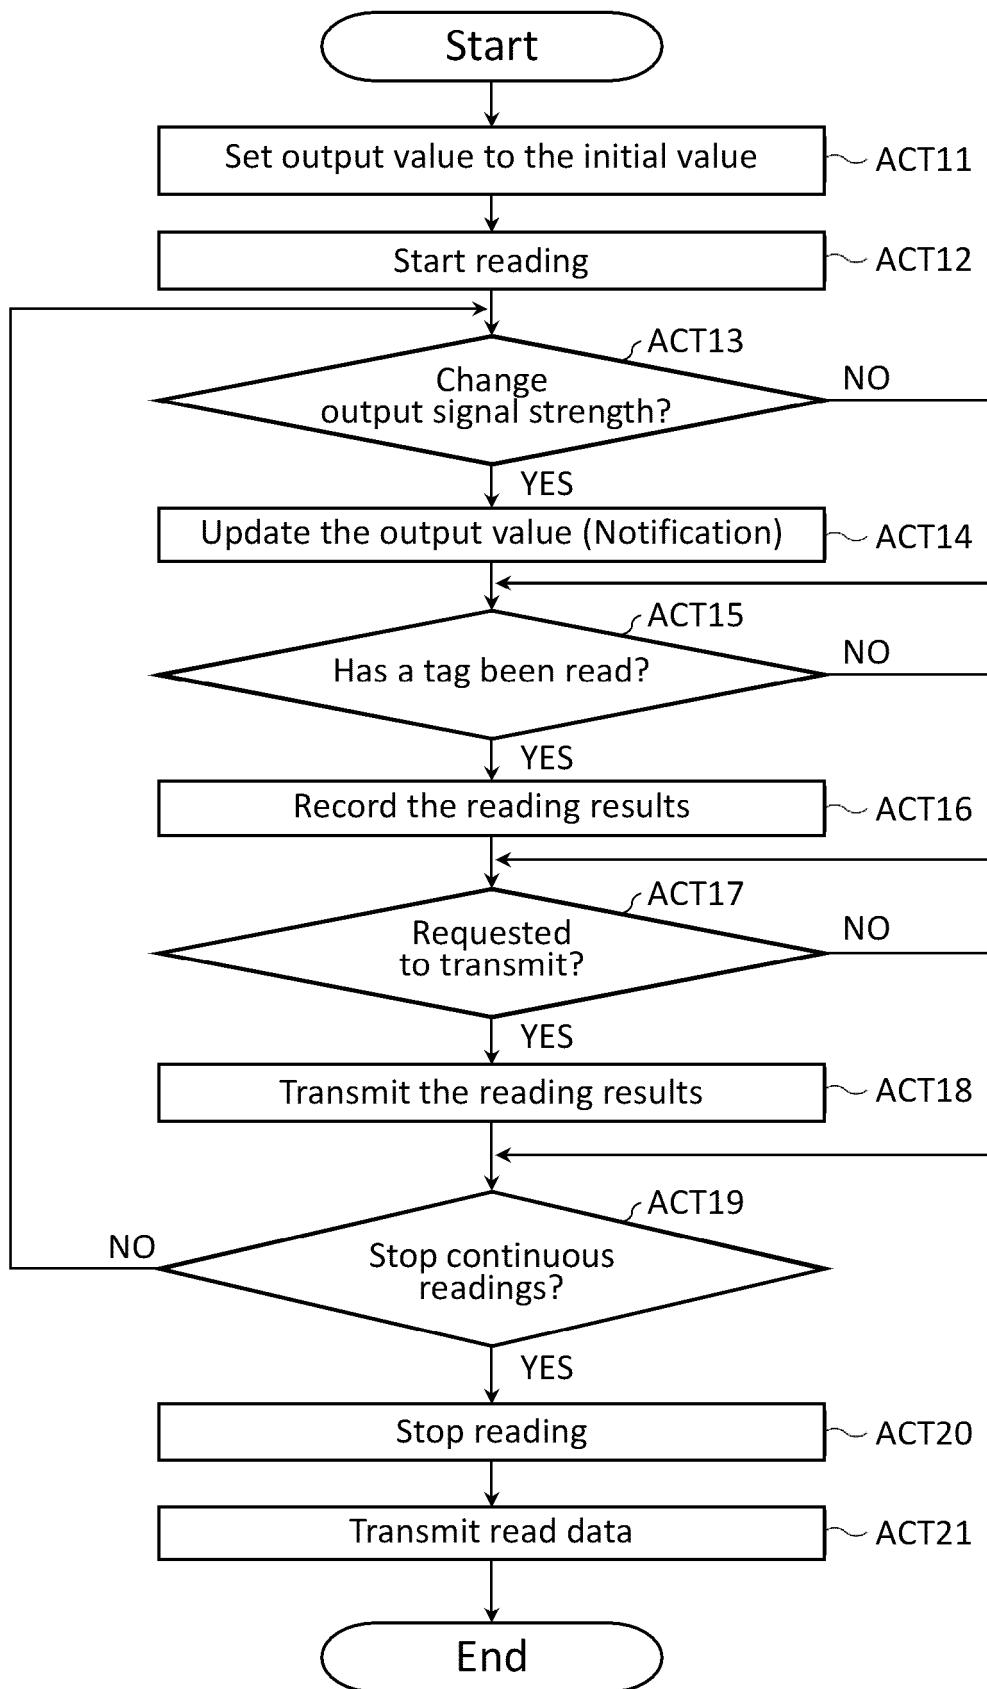 Start
Set output value to the initial value
ACT11
Start reading
ACT12
ACT13
Change
output signal strength?
NO
YES
Update the output value (Notification)
ACT14
ACT15
Has a tag been read?
NO
YES
Record the reading results
ACT16
ACT17
Requested
to transmit?
NO
YES
Transmit the reading results
ACT18
ACT19
NO
Stop continuous
readings?
YES
Stop reading
ACT20
Transmit read data
ACT21
End